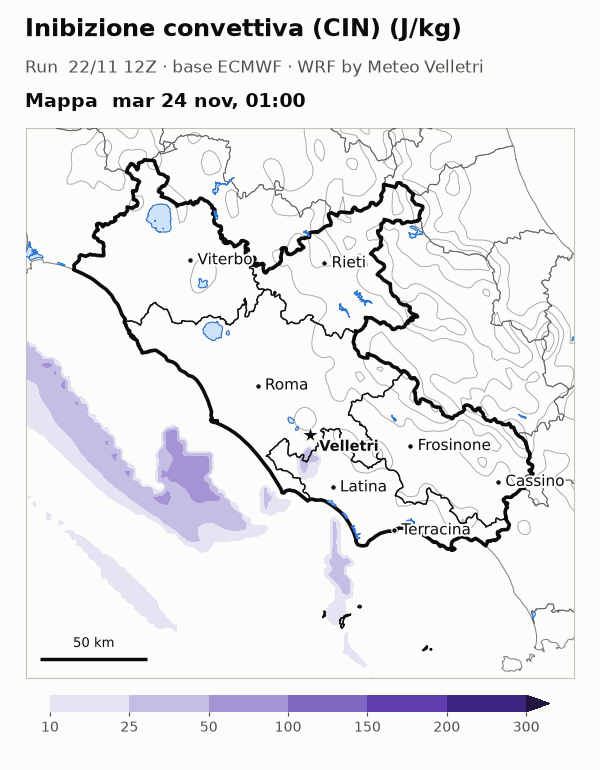 Inibizione convettiva (CIN) (J/kg)
Run  22/11 12Z · base ECMWF · WRF by Meteo Velletri
Mappa  mar 24 nov, 01:00
Viterbo
Rieti
Roma
Velletri
Frosinone
Latina
Cassino
Terracina
50 km
10 25 50 100 150 200 300